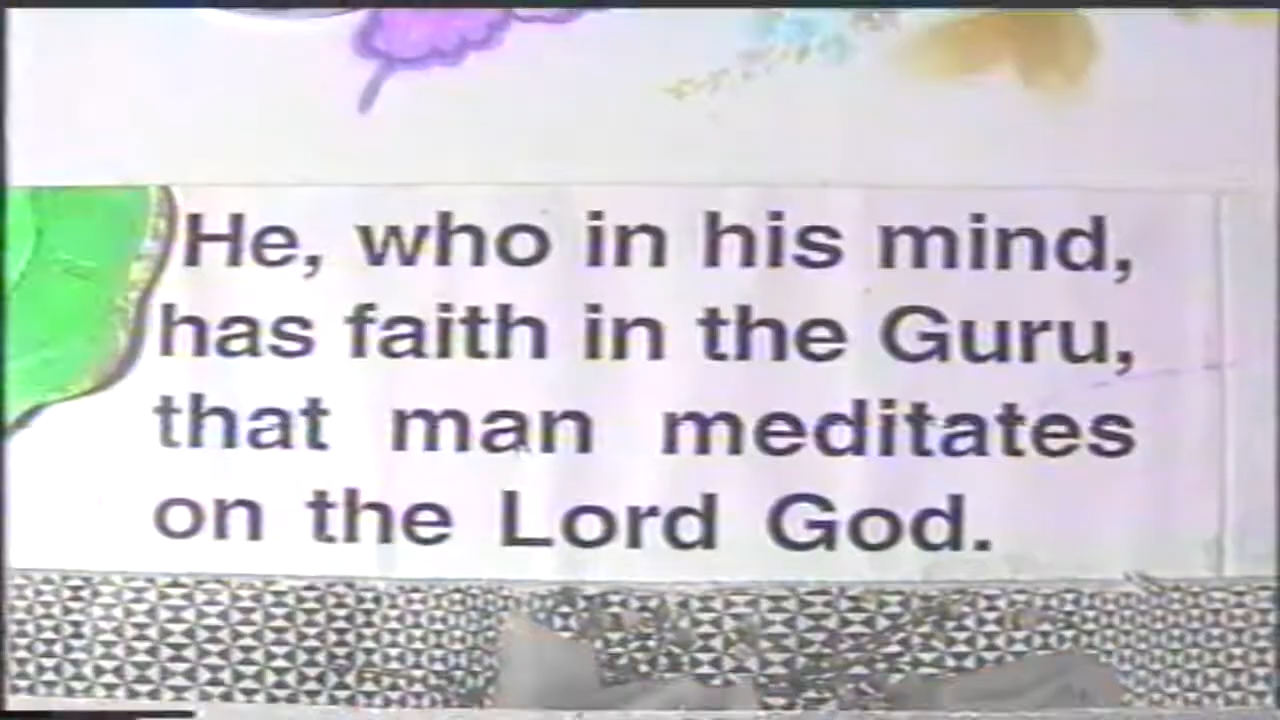 He, who in his mind,
has faith in the Guru,
that man meditates
on the Lord God.